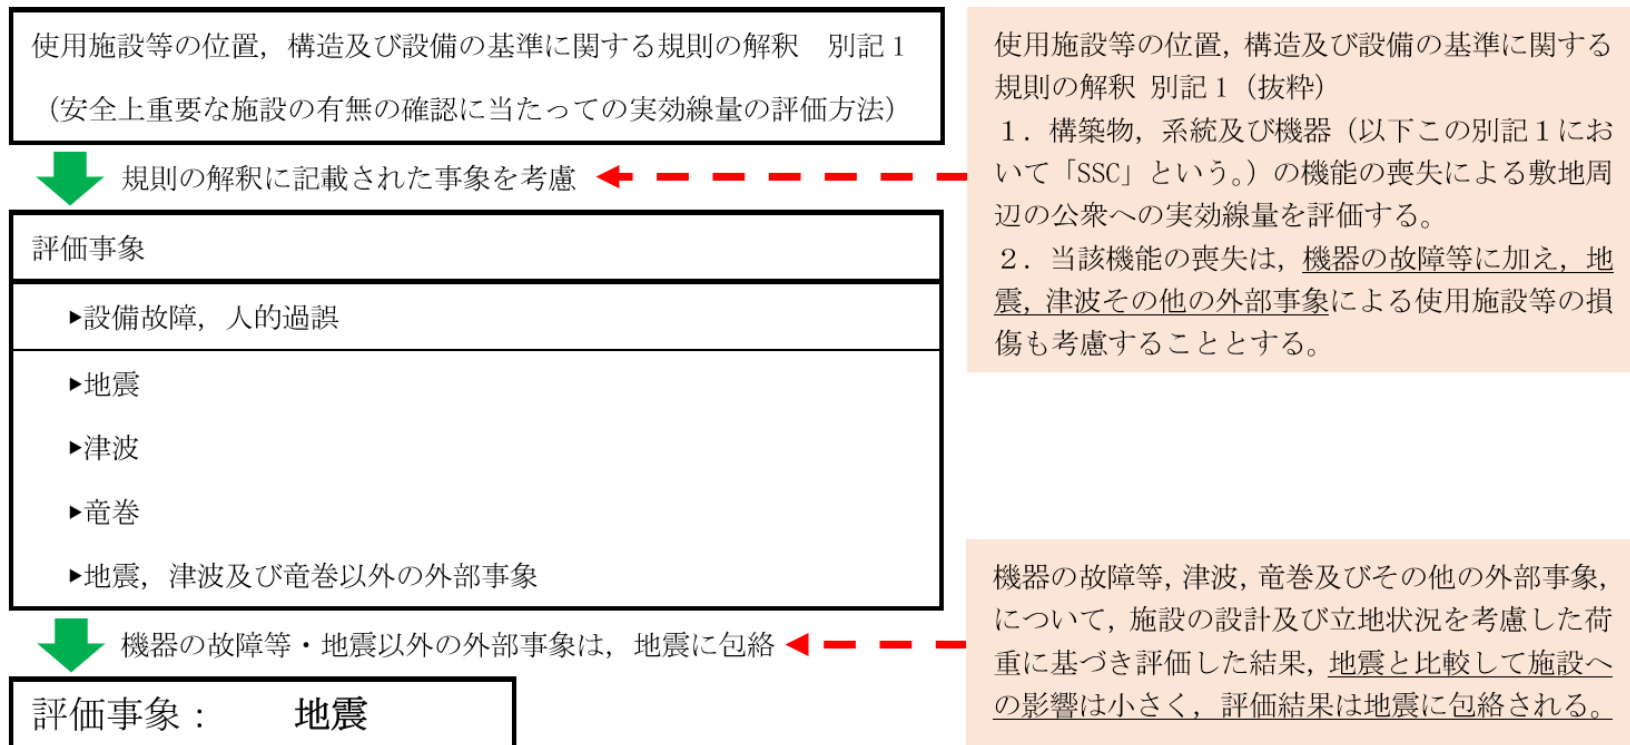 使用施設等の位置，構造及び設備の基準に関する規則の解釈　別記１
（安全上重要な施設の有無の確認に当たっての実効線量の評価方法）
規則の解釈に記載された事象を考慮
評価事象
▶設備故障，人的過誤
▶地震
▶津波
▶竜巻
▶地震，津波及び竜巻以外の外部事象
機器の故障等・地震以外の外部事象は，地震に包絡
評価事象：　　地震
使用施設等の位置，構造及び設備の基準に関する
規則の解釈 別記１（抜粋）
１．構築物，系統及び機器（以下この別記１にお
いて「SSC」という。）の機能の喪失による敷地周
辺の公衆への実効線量を評価する。
２．当該機能の喪失は，機器の故障等に加え，地
震，津波その他の外部事象による使用施設等の損
傷も考慮することとする。
機器の故障等，津波，竜巻及びその他の外部事象，
について，施設の設計及び立地状況を考慮した荷
重に基づき評価した結果，地震と比較して施設へ
の影響は小さく，評価結果は地震に包絡される。